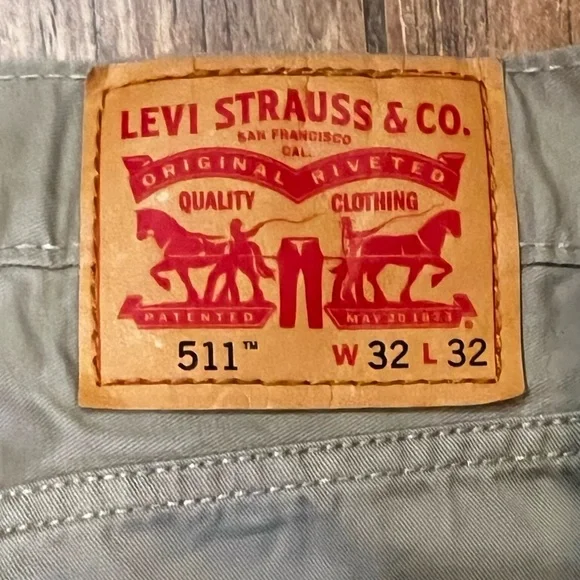 LEVI STRAUSS & CO.
SAN FRANCISCO
CAL.
ORIGINAL RIVETED
QUALITY CLOTHING
PATENTED MAY 20 1873
511™ W 32 L 32